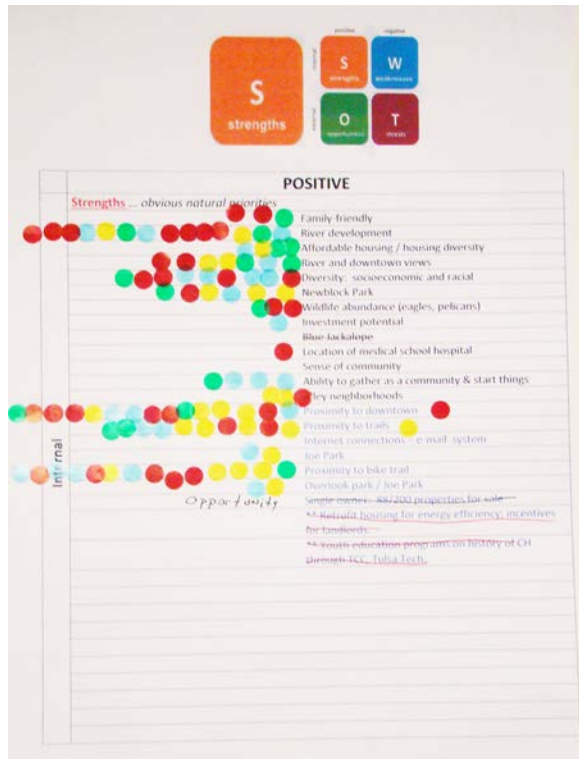 positive negative
internal
S strengths
S strengths
W weaknesses
external
O opportunities
T threats
POSITIVE
Strengths ... obvious natural priorities
Family-friendly
River development
Affordable housing / housing diversity
River and downtown views
Diversity: socioeconomic and racial
Newblock Park
Wildlife abundance (eagles, pelicans)
Investment potential
Blue Jackalope
Location of medical school hospital
Sense of community
Ability to gather as a community & start things
neighborhoods
Proximity to downtown
Proximity to trails
Internet connections – e-mail system
Joe Park
Proximity to bike trail
Overlook park / Joe Park
Opportunity
Single owner: 88/200 properties for sale
** Retrofit housing for energy efficiency; incentives
for landlords.
** Youth education programs on history of CH
through TCC, Tulsa Tech.
Internal